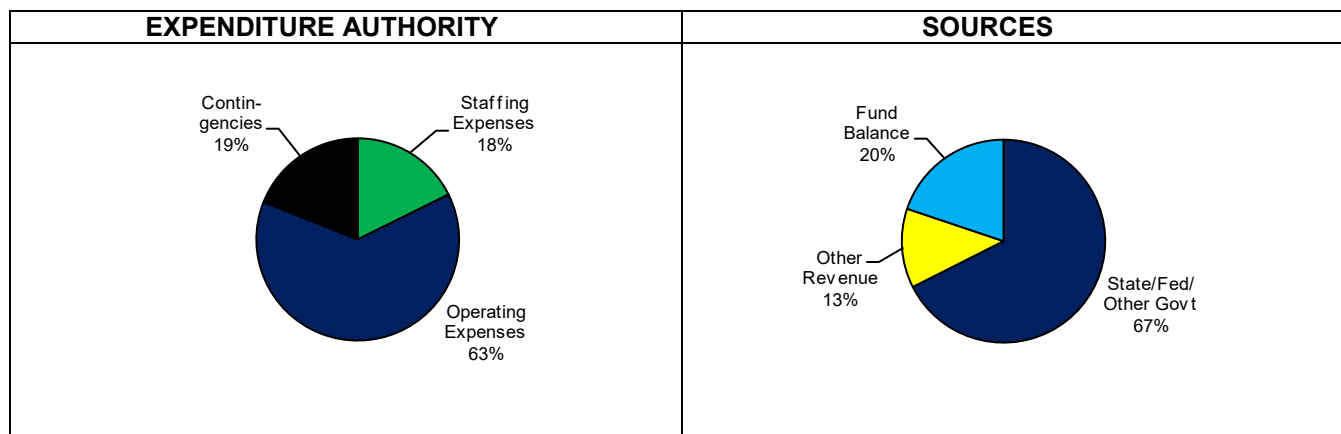 EXPENDITURE AUTHORITY
Contin-
gencies
19%
Staffing
Expenses
18%
Operating
Expenses
63%
SOURCES
Fund
Balance
20%
Other
Revenue
13%
State/Fed/
Other Govt
67%